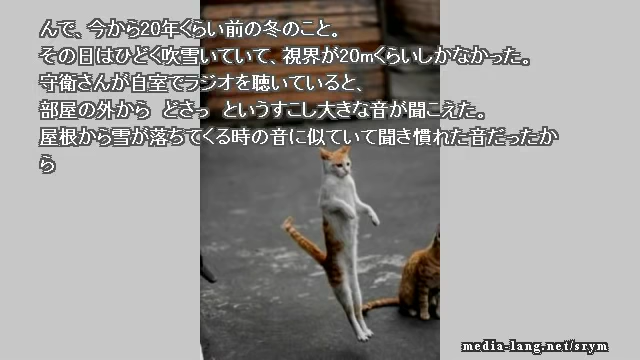 んで、今から20年くらい前の冬のこと。
その日はひどく吹雪いていて、視界が20mくらいしかなかった。
守衛さんが自室でラジオを聴いていると、
部屋の外から　どさっ　というすこし大きな音が聞こえた。
屋根から雪が落ちてくる時の音に似ていて聞き慣れた音だったか
ら
media-lang.net/srym